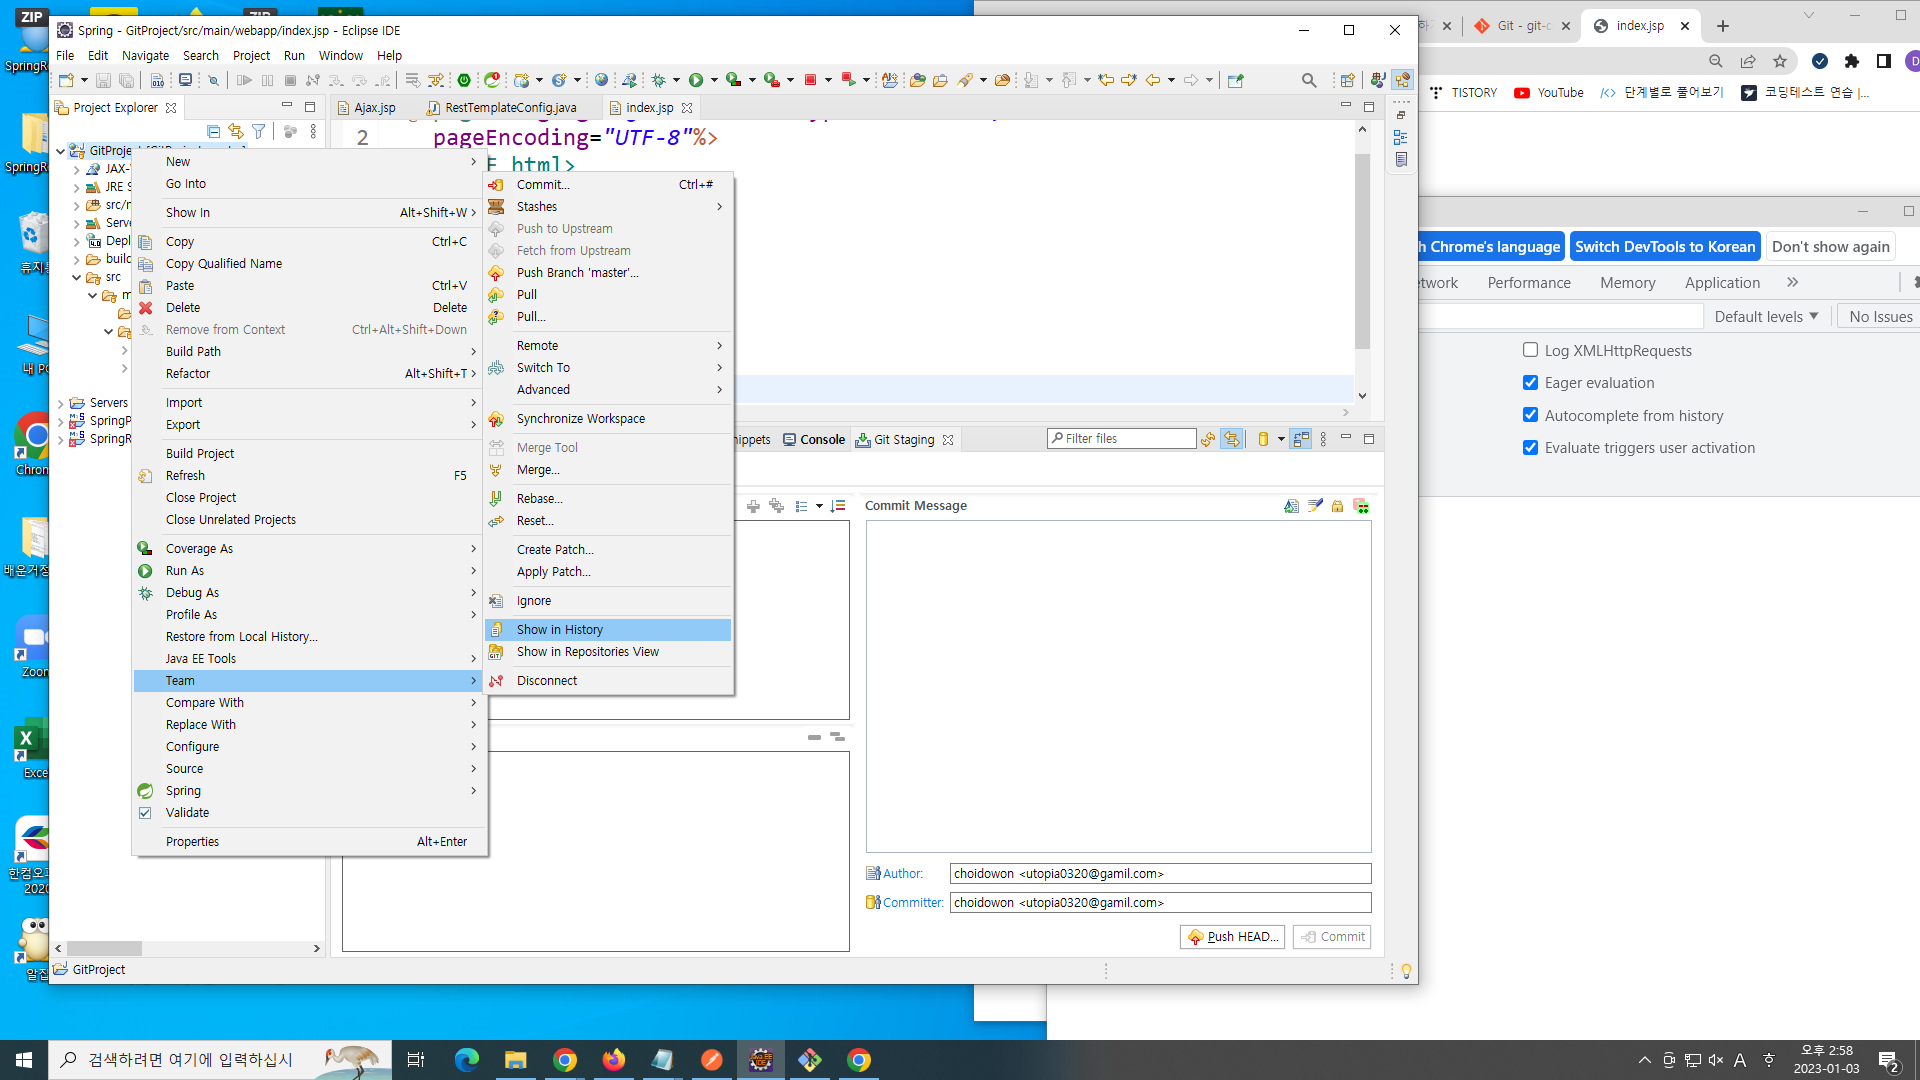 ZIP
ZIP
SpringR
SpringR
휴지통
내 PC
Chrom
배운거정
Zoom
Exce
한컴오피
2020
알집
Spring - GitProject/src/main/webapp/index.jsp - Eclipse IDE
File Edit Navigate Search Project Run Window Help
Project Explorer
Ajax.jsp
RestTemplateConfig.java
index.jsp
2 pageEncoding="UTF-8"%>
html>
GitProject
JAX-
JRE S
src/
Serve
Depl
build
src
m
Servers
SpringP
SpringR
New
Go Into
Show In Alt+Shift+W
Copy Ctrl+C
Copy Qualified Name
Paste Ctrl+V
Delete Delete
Remove from Context Ctrl+Alt+Shift+Down
Build Path
Refactor Alt+Shift+T
Import
Export
Build Project
Refresh F5
Close Project
Close Unrelated Projects
Coverage As
Run As
Debug As
Profile As
Restore from Local History...
Java EE Tools
Team
Compare With
Replace With
Configure
Source
Spring
Validate
Properties Alt+Enter
Commit... Ctrl+#
Stashes
Push to Upstream
Fetch from Upstream
Push Branch 'master'...
Pull
Pull...
Remote
Switch To
Advanced
Synchronize Workspace
Merge Tool
Merge...
Rebase...
Reset...
Create Patch...
Apply Patch...
Ignore
Show in History
Show in Repositories View
Disconnect
nippets
Console
Git Staging
Filter files
Commit Message
Author: choidowon <utopia0320@gamil.com>
Committer: choidowon <utopia0320@gamil.com>
Push HEAD... Commit
GitProject
Git - git-c
index.jsp
D
TISTORY
YouTube
단계별로 풀어보기
코딩테스트 연습 |...
h Chrome's language
Switch DevTools to Korean
Don't show again
etwork Performance Memory Application
Default levels
No Issues
Log XMLHttpRequests
Eager evaluation
Autocomplete from history
Evaluate triggers user activation
검색하려면 여기에 입력하십시
A
오후 2:58
2023-01-03
2